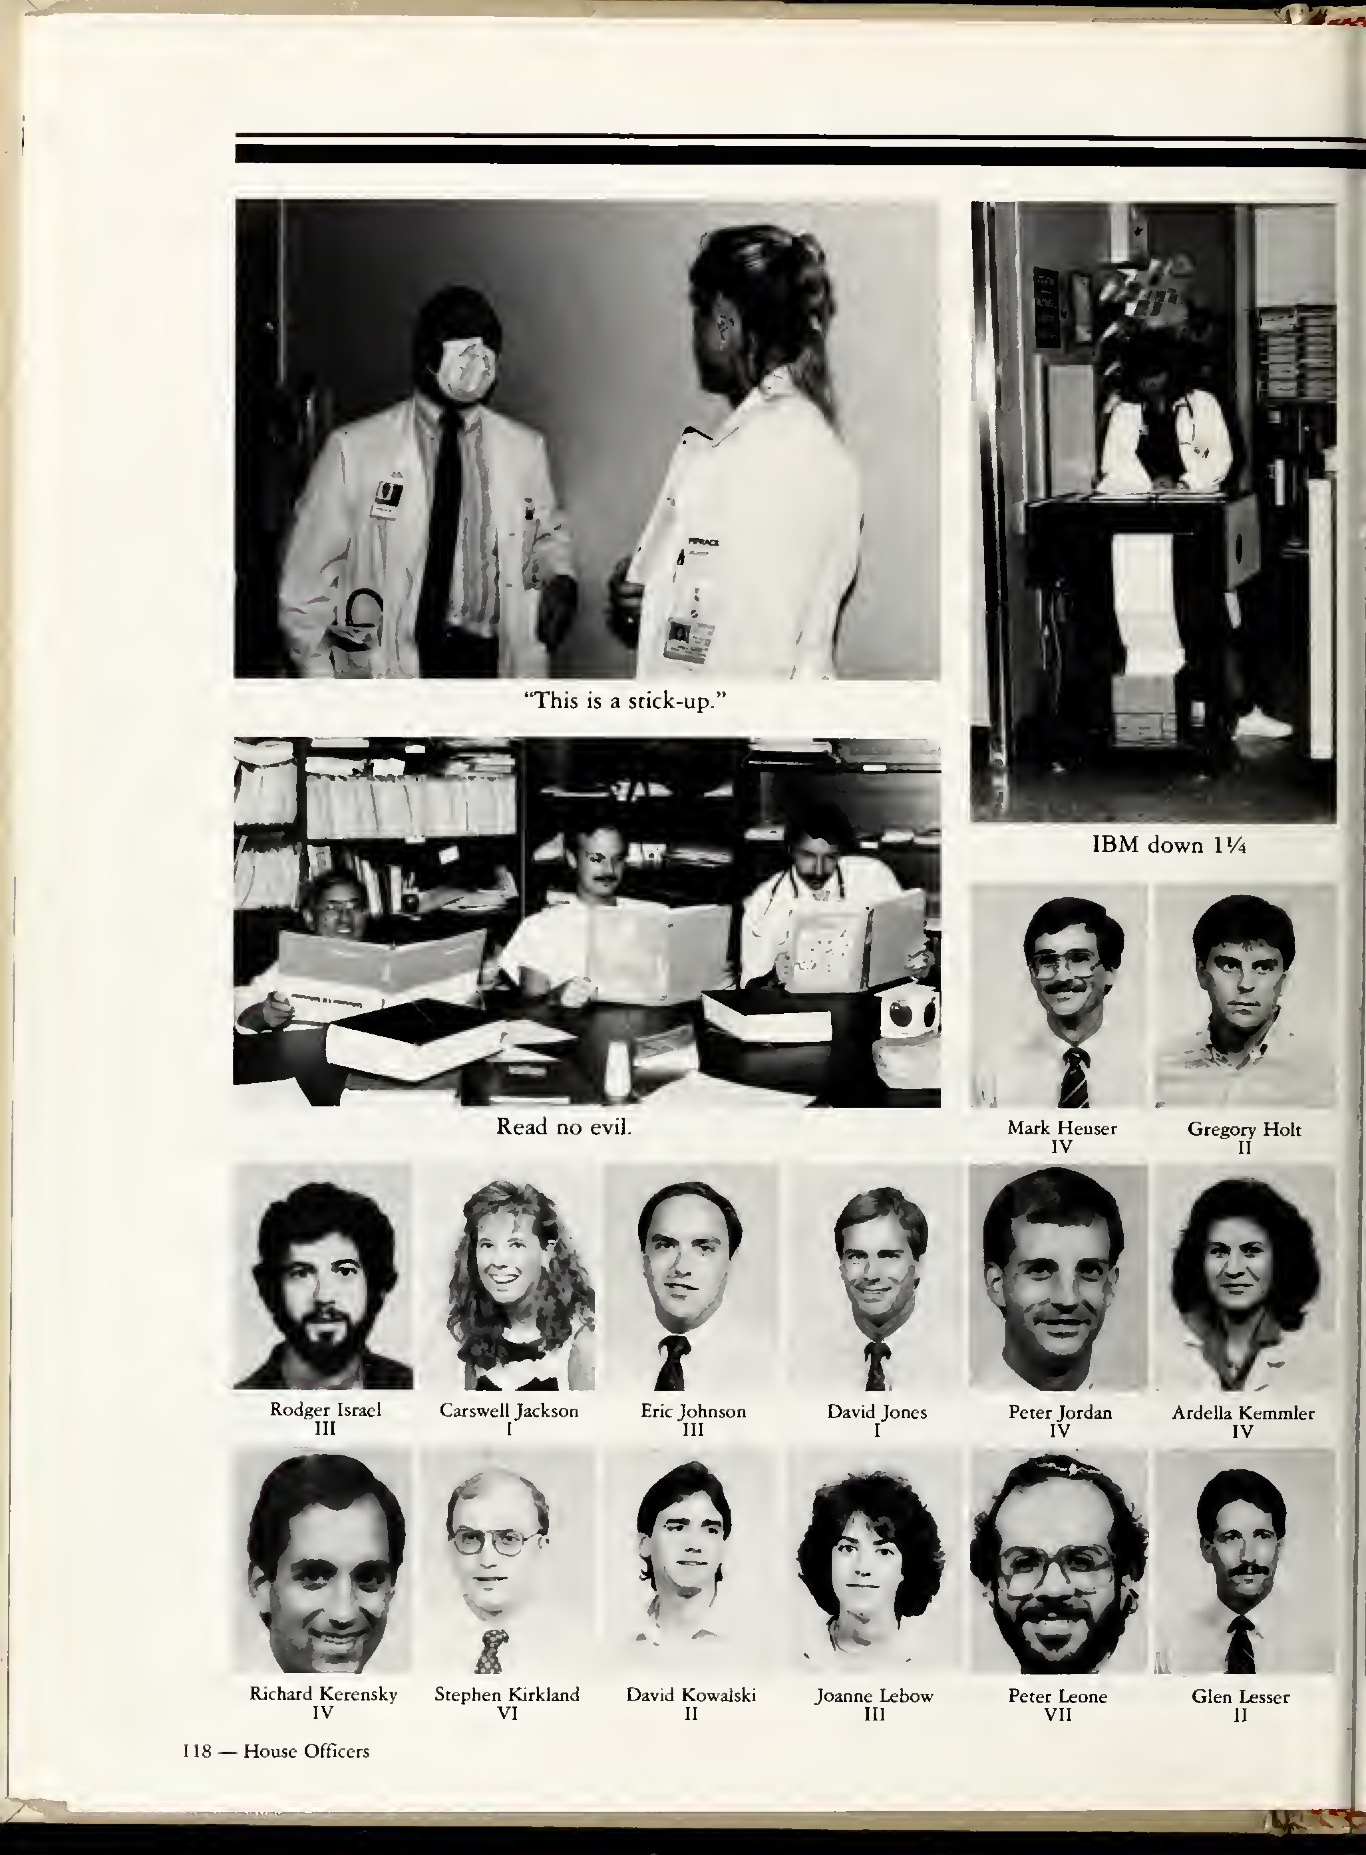 "This is a stick-up."
IBM down 1¼
Read no evil.
Mark Heuser
IV
Gregory Holt
II
Rodger Israel
III
Carswell Jackson
I
Eric Johnson
III
David Jones
I
Peter Jordan
IV
Ardella Kemmler
IV
Richard Kerensky
IV
Stephen Kirkland
VI
David Kowalski
II
Joanne Lebow
III
Peter Leone
VII
Glen Lesser
II
118 — House Officers